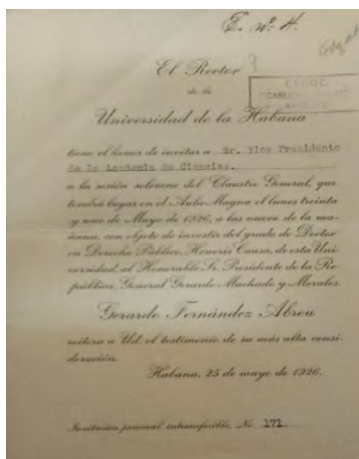 E. nº H.
El Rector
de la
Universidad de la Habana
tiene el honor de invitar a Sr. Vice Presidente
de la Academia de Ciencias.
a la sesión solemne del Claustro General, que
tendrá lugar en el Aula Magna el lunes treinta
y uno de Mayo de 1926, a las nueve de la ma-
ñana, con objeto de investir del grado de Doctor
en Derecho Público, Honoris Causa, de esta Uni-
versidad, al Honorable Sr. Presidente de la Re-
pública, General Gerardo Machado y Morales.
Gerardo Fernández Abreu
reitera a Ud. el testimonio de su más alta consi-
deración.
Habana, 25 de mayo de 1926.
Invitación personal, intransferible. No. 171.